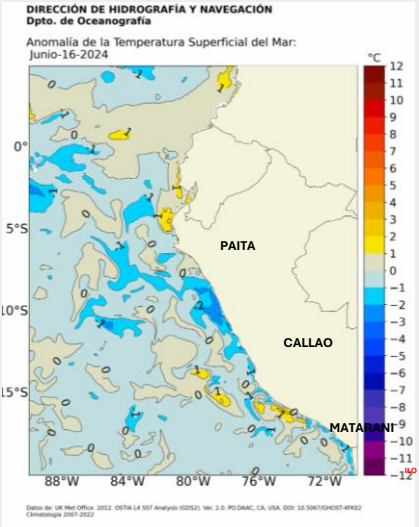 DIRECCIÓN DE HIDROGRAFÍA Y NAVEGACIÓN
Dpto. de Oceanografía
Anomalía de la Temperatura Superficial del Mar:
Junio-16-2024
°C
12
11
10
9
8
7
6
5
4
3
2
1
0
−1
−2
−3
−4
−5
−6
−7
−8
−9
−10
−11
−12
0°
5°S
10°S
15°S
PAITA
CALLAO
MATARANI
88°W 84°W 80°W 76°W 72°W
Datos de: UK Met Office. 2012. OSTIA L4 SST Analysis (GDS2). Ver. 2.0. PO.DAAC, CA, USA. DOI: 10.5067/GHOST-4FK02
Climatología 2007-2022